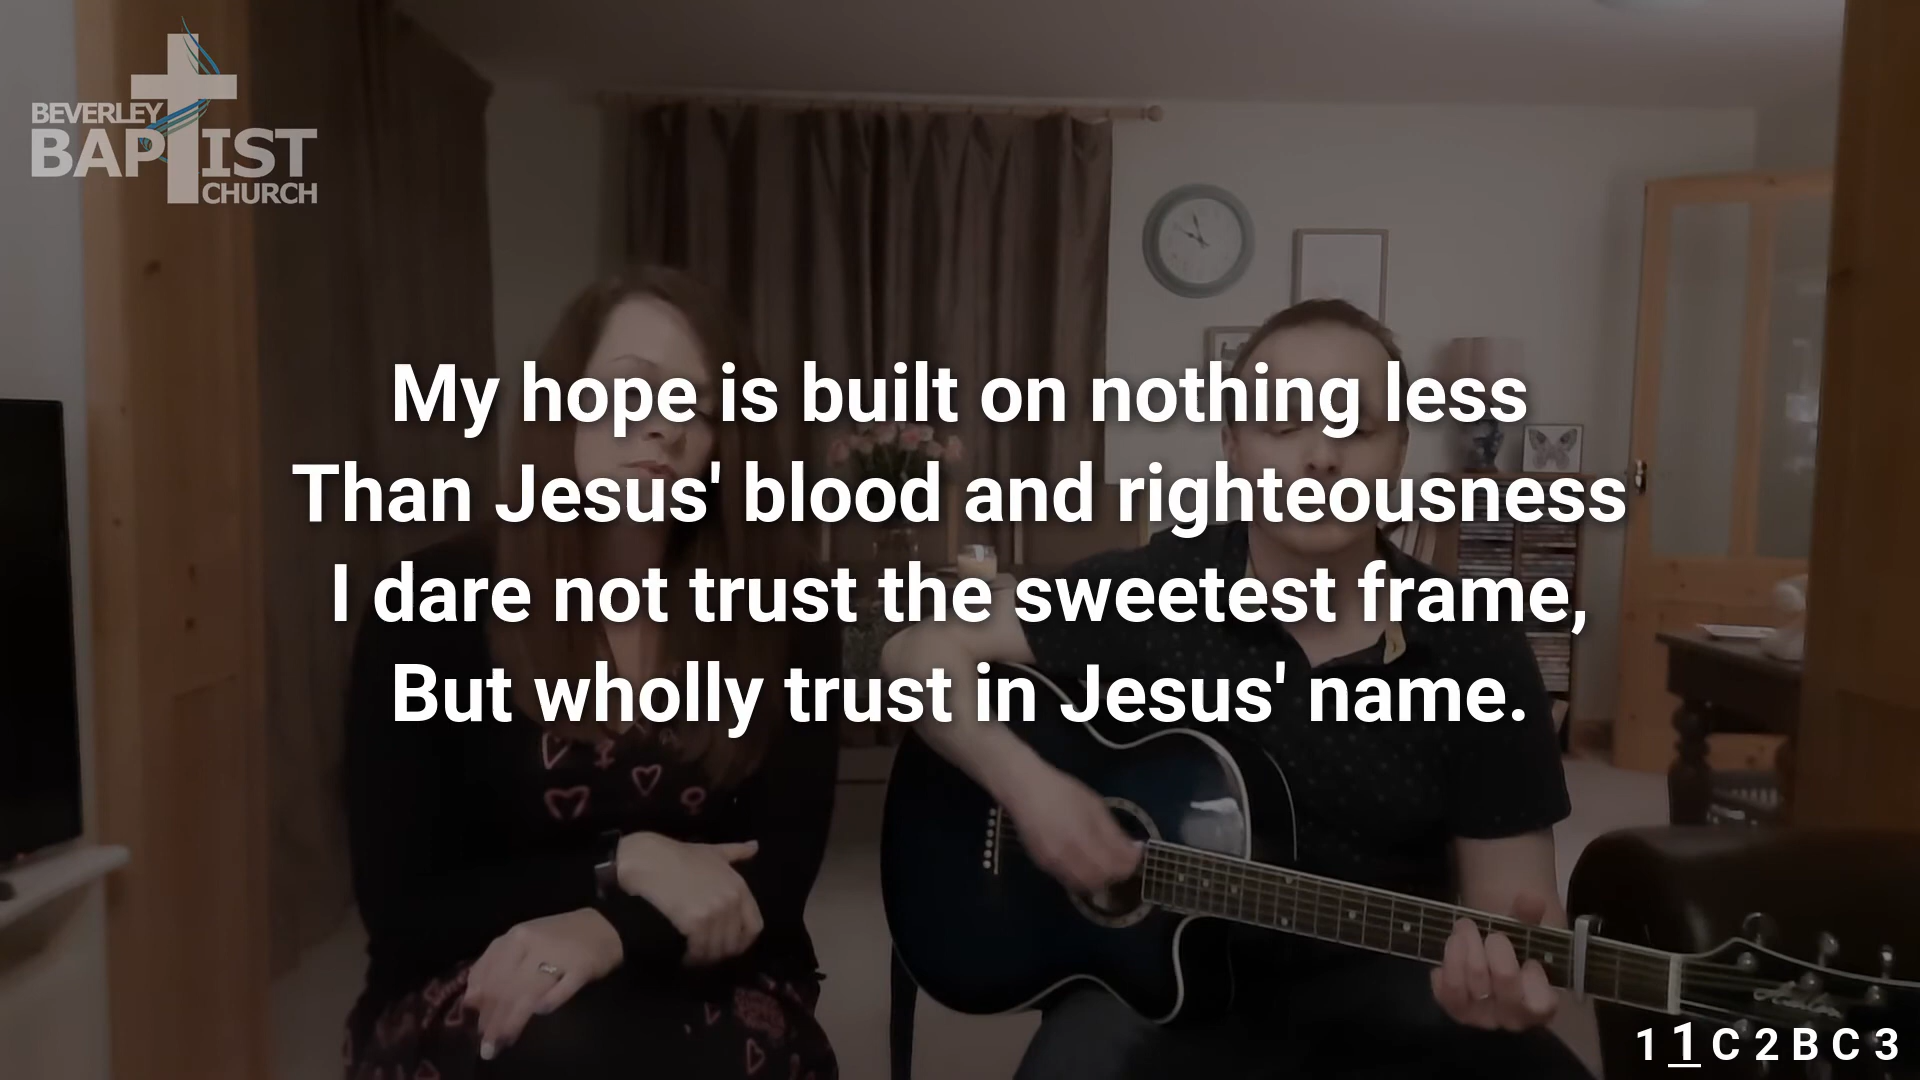 BEVERLEY
BAPTIST
CHURCH
My hope is built on nothing less
Than Jesus' blood and righteousness
I dare not trust the sweetest frame,
But wholly trust in Jesus' name.
1 1 C 2 B C 3